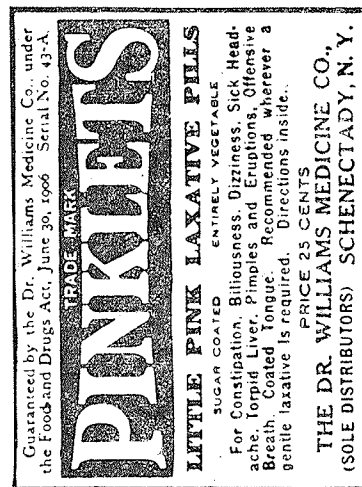 Guaranteed by the Dr. Williams Medicine Co., under
the Food and Drugs Act, June 30, 1906 Serial No. 43-A.
TRADE MARK
PINKLETS
LITTLE PINK LAXATIVE PILLS
SUGAR COATED ENTIRELY VEGETABLE
For Constipation, Biliousness, Dizziness, Sick Head-
ache, Torpid Liver, Pimples and Eruptions, Offensive
Breath, Coated Tongue. Recommended wherever a
gentle laxative is required. Directions inside.
PRICE 25 CENTS
THE DR. WILLIAMS MEDICINE CO.,
(SOLE DISTRIBUTORS) SCHENECTADY, N. Y.